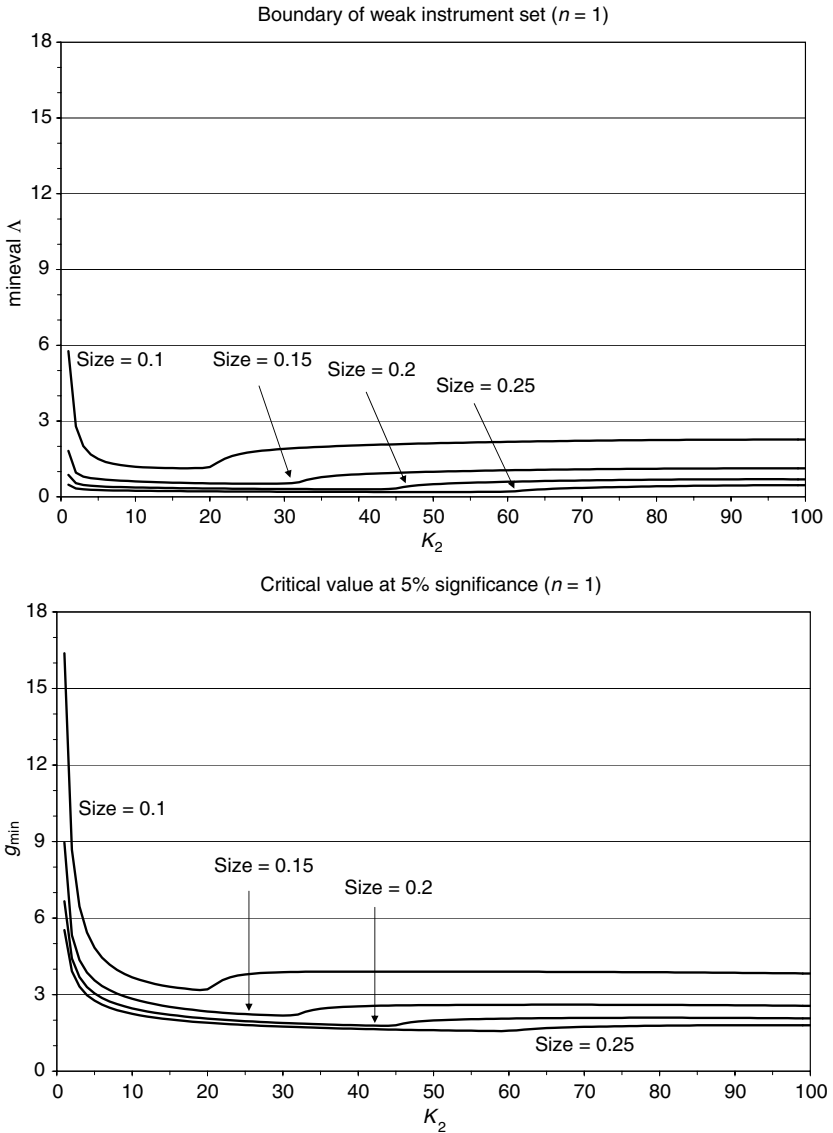 Boundary of weak instrument set (n = 1)
18
15
12
9
6
3
0
mineval Λ
Size = 0.1
Size = 0.15
Size = 0.2
Size = 0.25
0 10 20 30 40 50 60 70 80 90 100
K2
Critical value at 5% significance (n = 1)
18
15
12
9
6
3
0
gmin
Size = 0.1
Size = 0.15
Size = 0.2
Size = 0.25
0 10 20 30 40 50 60 70 80 90 100
K2